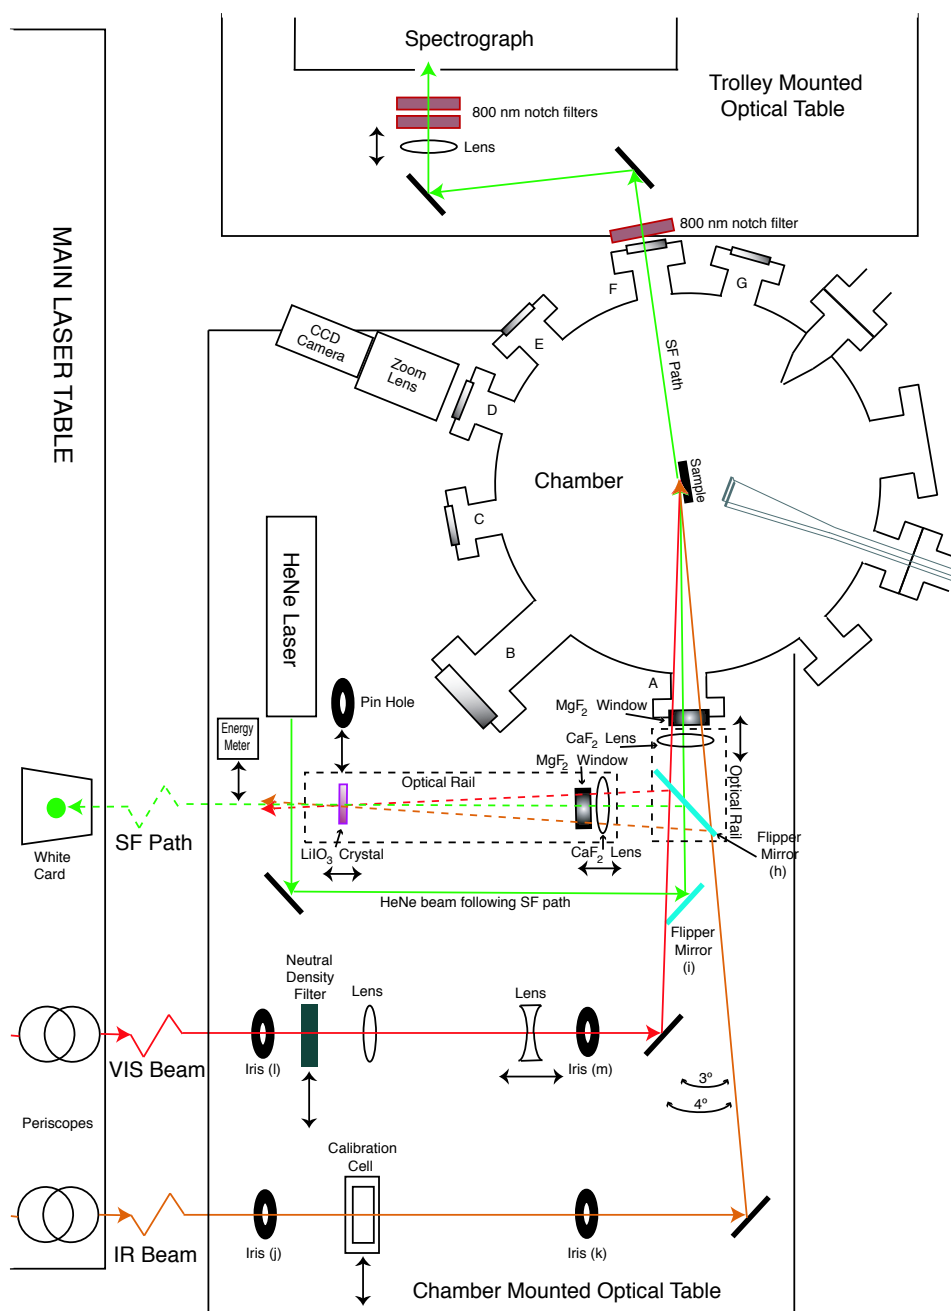 Spectrograph
Trolley Mounted
Optical Table
800 nm notch filters
Lens
800 nm notch filter
MAIN LASER TABLE
F
G
E
CCD
Camera
Zoom
Lens
D
SF Path
Sample
Chamber
C
HeNe Laser
B
A
Pin Hole
MgF2 Window
CaF2 Lens
Energy
Meter
Optical Rail
MgF2 Window
Optical Rail
SF Path
White
Card
LiIO3 Crystal
CaF2 Lens
Flipper
Mirror
(h)
HeNe beam following SF path
Flipper
Mirror
(i)
Neutral
Density
Filter
Lens
Lens
VIS Beam
Iris (l)
Iris (m)
3º
4º
Periscopes
Calibration
Cell
IR Beam
Iris (j)
Iris (k)
Chamber Mounted Optical Table